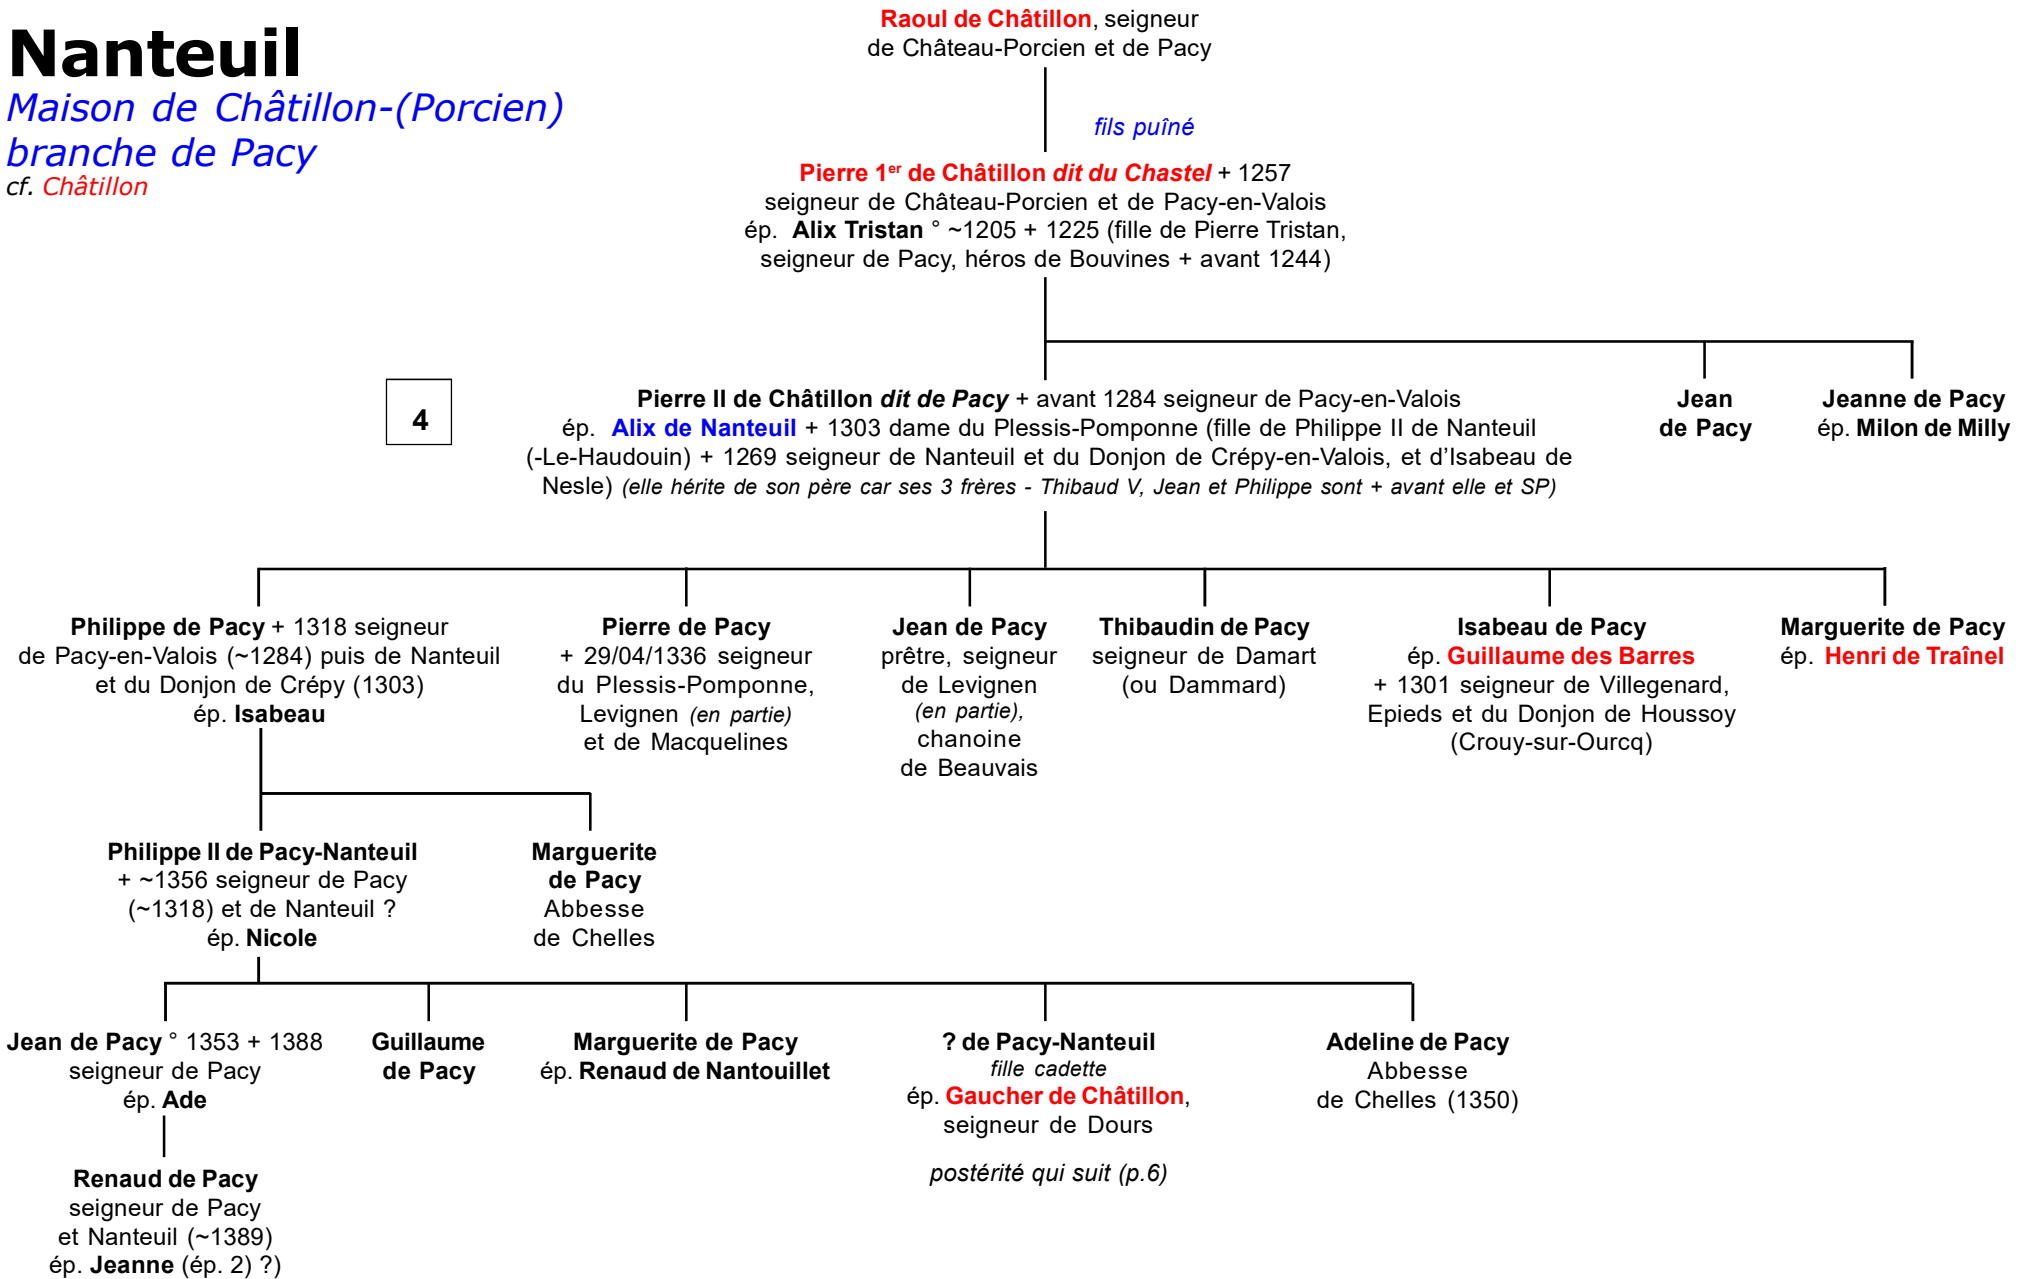 Nanteuil
Maison de Châtillon-(Porcien)
branche de Pacy
cf. Châtillon
Raoul de Châtillon, seigneur
de Château-Porcien et de Pacy
fils puîné
Pierre 1er de Châtillon dit du Chastel + 1257
seigneur de Château-Porcien et de Pacy-en-Valois
ép. Alix Tristan ° ~1205 + 1225 (fille de Pierre Tristan,
seigneur de Pacy, héros de Bouvines + avant 1244)
4
Pierre II de Châtillon dit de Pacy + avant 1284 seigneur de Pacy-en-Valois
ép. Alix de Nanteuil + 1303 dame du Plessis-Pomponne (fille de Philippe II de Nanteuil
(-Le-Haudouin) + 1269 seigneur de Nanteuil et du Donjon de Crépy-en-Valois, et d'Isabeau de
Nesle) (elle hérite de son père car ses 3 frères - Thibaud V, Jean et Philippe sont + avant elle et SP)
Jean
de Pacy
Jeanne de Pacy
ép. Milon de Milly
Philippe de Pacy + 1318 seigneur
de Pacy-en-Valois (~1284) puis de Nanteuil
et du Donjon de Crépy (1303)
ép. Isabeau
Pierre de Pacy
+ 29/04/1336 seigneur
du Plessis-Pomponne,
Levignen (en partie)
et de Macquelines
Jean de Pacy
prêtre, seigneur
de Levignen
(en partie),
chanoine
de Beauvais
Thibaudin de Pacy
seigneur de Damart
(ou Dammard)
Isabeau de Pacy
ép. Guillaume des Barres
+ 1301 seigneur de Villegenard,
Epieds et du Donjon de Houssoy
(Crouy-sur-Ourcq)
Marguerite de Pacy
ép. Henri de Traînel
Philippe II de Pacy-Nanteuil
+ ~1356 seigneur de Pacy
(~1318) et de Nanteuil ?
ép. Nicole
Marguerite
de Pacy
Abbesse
de Chelles
Jean de Pacy ° 1353 + 1388
seigneur de Pacy
ép. Ade
Guillaume
de Pacy
Marguerite de Pacy
ép. Renaud de Nantouillet
? de Pacy-Nanteuil
fille cadette
ép. Gaucher de Châtillon,
seigneur de Dours
postérité qui suit (p.6)
Adeline de Pacy
Abbesse
de Chelles (1350)
Renaud de Pacy
seigneur de Pacy
et Nanteuil (~1389)
ép. Jeanne (ép. 2) ?)